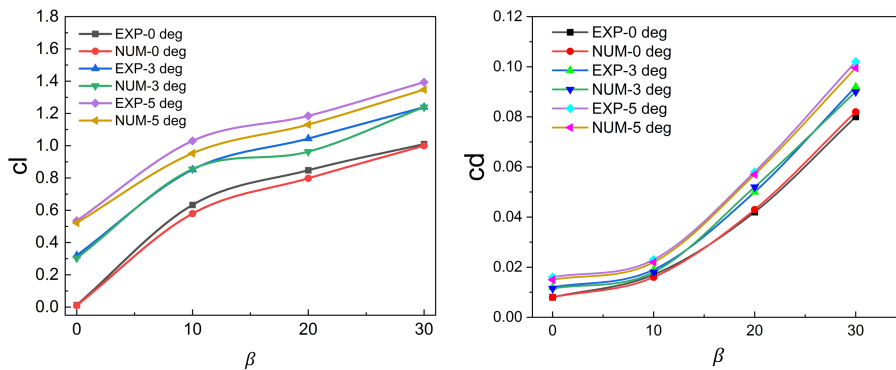 1.8
1.6
1.4
1.2
1.0
0.8
0.6
0.4
0.2
0.0
cl
EXP-0 deg
NUM-0 deg
EXP-3 deg
NUM-3 deg
EXP-5 deg
NUM-5 deg
0 10 20 30
β
0.12
0.10
0.08
0.06
0.04
0.02
0.00
cd
EXP-0 deg
NUM-0 deg
EXP-3 deg
NUM-3 deg
EXP-5 deg
NUM-5 deg
0 10 20 30
β